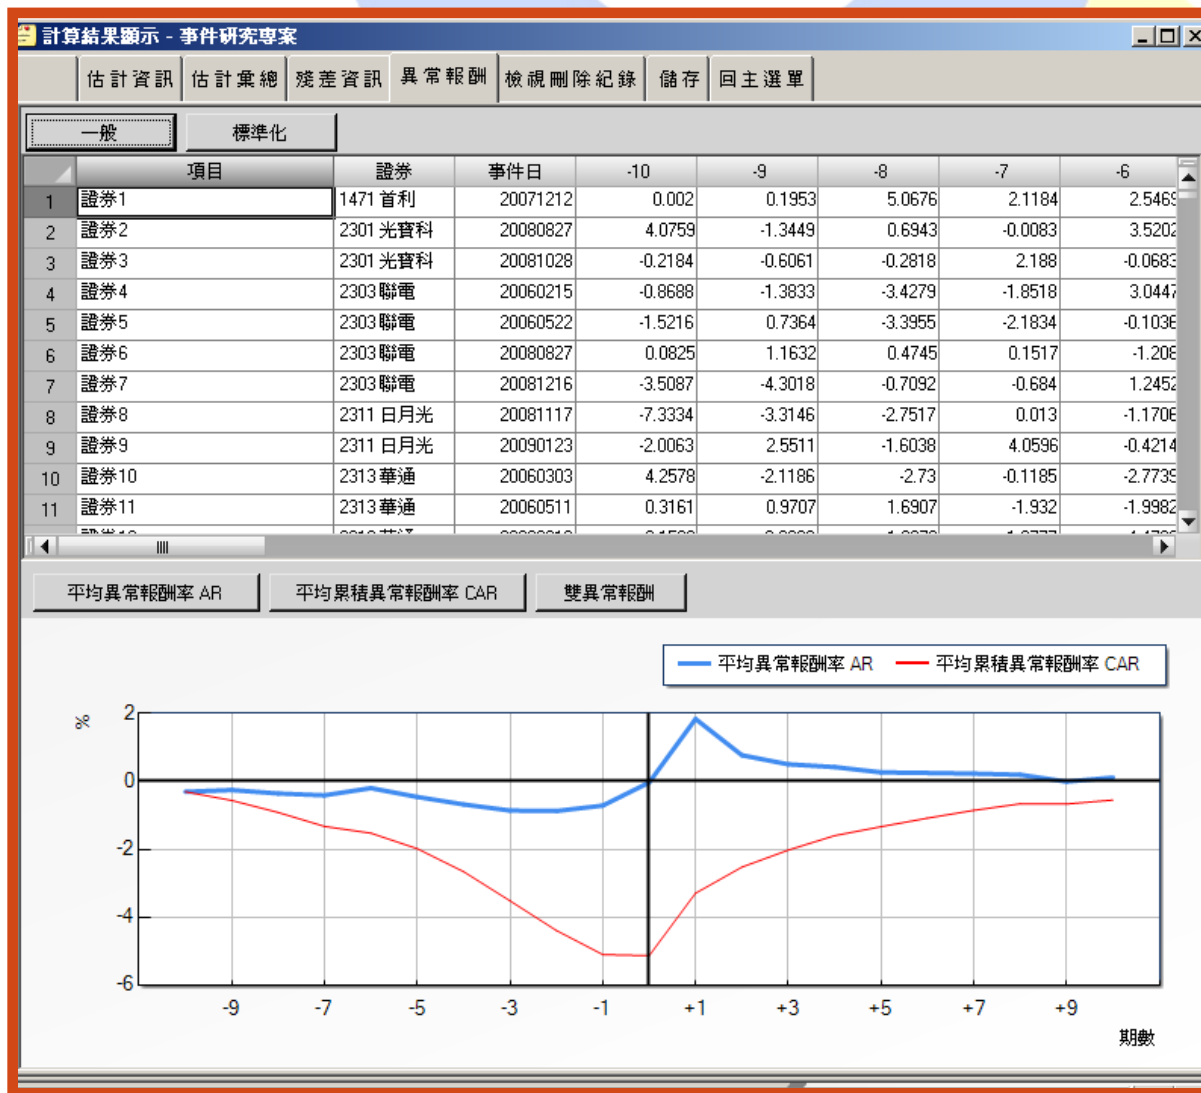 計算結果顯示 - 事件研究專案
估計資訊 估計彙總 殘差資訊 異常報酬 檢視刪除紀錄 儲存 回主選單
一般 標準化
項目 證券 事件日 -10 -9 -8 -7 -6
1 證券1 1471 首利 20071212 0.002 0.1953 5.0676 2.1184 2.5469
2 證券2 2301 光寶科 20080827 4.0759 -1.3449 0.6943 -0.0083 3.5202
3 證券3 2301 光寶科 20081028 -0.2184 -0.6061 -0.2818 2.188 -0.0683
4 證券4 2303 聯電 20060215 -0.8688 -1.3833 -3.4279 -1.8518 3.0447
5 證券5 2303 聯電 20060522 -1.5216 0.7364 -3.3955 -2.1834 -0.1036
6 證券6 2303 聯電 20080827 0.0825 1.1632 0.4745 0.1517 -1.208
7 證券7 2303 聯電 20081216 -3.5087 -4.3018 -0.7092 -0.684 1.2452
8 證券8 2311 日月光 20081117 -7.3334 -3.3146 -2.7517 0.013 -1.1706
9 證券9 2311 日月光 20090123 -2.0063 2.5511 -1.6038 4.0596 -0.4214
10 證券10 2313 華通 20060303 4.2578 -2.1186 -2.73 -0.1185 -2.7739
11 證券11 2313 華通 20060511 0.3161 0.9707 1.6907 -1.932 -1.9982
平均異常報酬率 AR 平均累積異常報酬率 CAR 雙異常報酬
平均異常報酬率 AR 平均累積異常報酬率 CAR
%
2
0
-2
-4
-6
-9 -7 -5 -3 -1 +1 +3 +5 +7 +9
期數